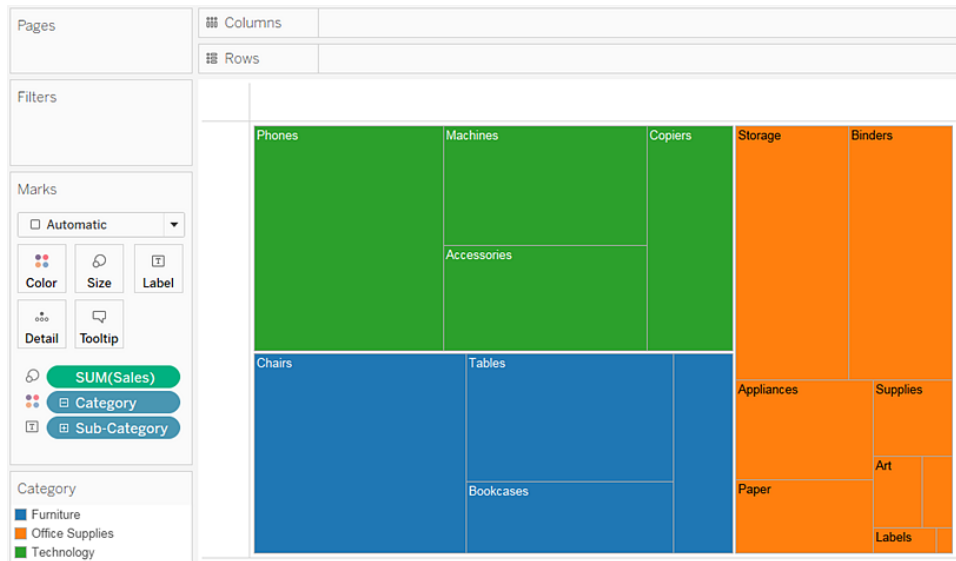 Pages
Columns
Rows
Filters
Marks
Automatic
Color Size Label
Detail Tooltip
SUM(Sales)
Category
Sub-Category
Category
Furniture
Office Supplies
Technology
Phones Machines Copiers Storage Binders
Accessories
Chairs Tables
Appliances Supplies
Art
Bookcases Paper
Labels